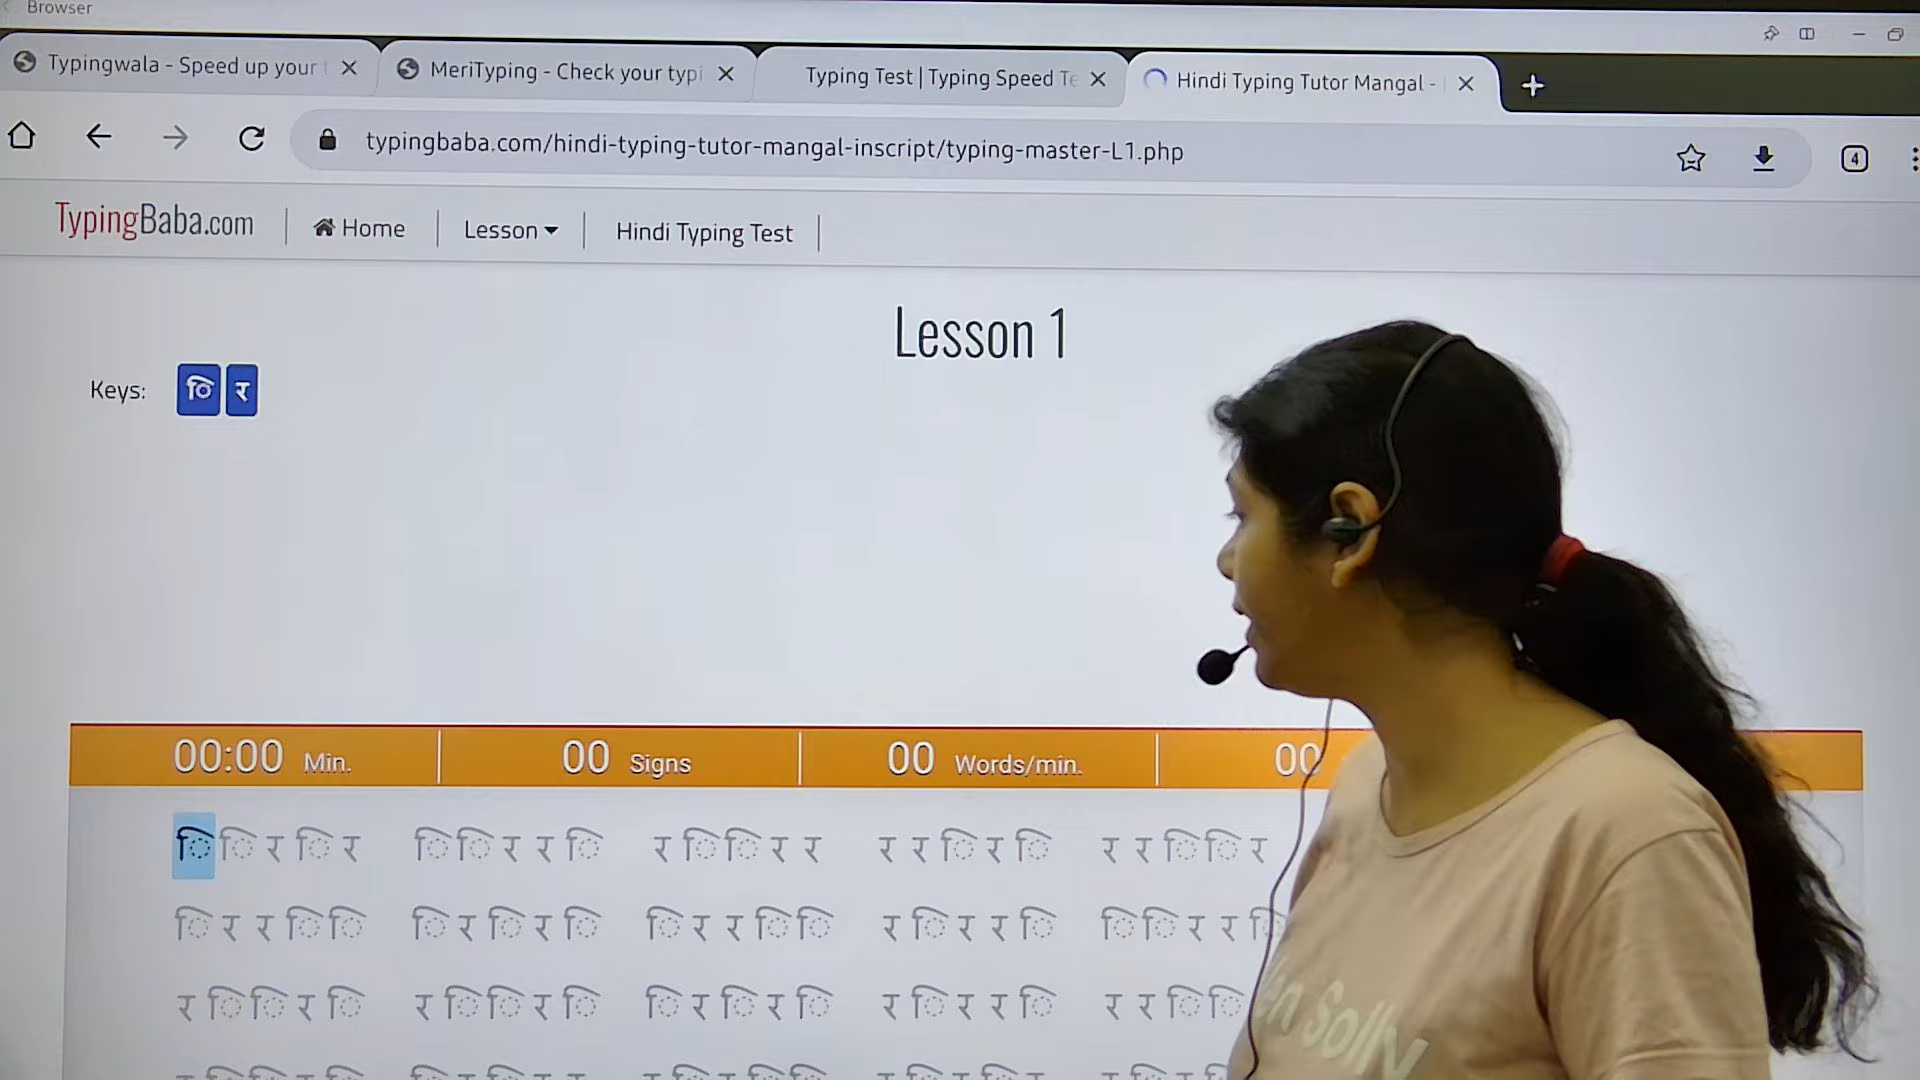 Browser
Typingwala - Speed up your t
MeriTyping - Check your typi
Typing Test | Typing Speed Te
Hindi Typing Tutor Mangal -
typingbaba.com/hindi-typing-tutor-mangal-inscript/typing-master-L1.php
4
TypingBaba.com
Home
Lesson
Hindi Typing Test
Lesson 1
Keys: ि र
00:00 Min.
00 Signs
00 Words/min.
00
ि ि र ि र ि ि र र ि र ि ि र र र र ि र ि र र ि ि र
ि र र ि ि ि र ि र ि ि र र ि ि र ि र र ि ि ि र र ि
र ि ि र ि र ि ि र ि ि र ि र ि र ि र र ि र र ि ि
Solly